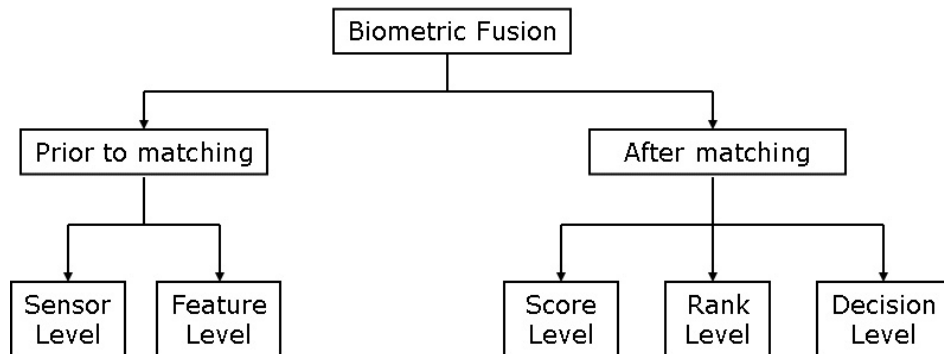 Biometric Fusion
Prior to matching
After matching
Sensor
Level
Feature
Level
Score
Level
Rank
Level
Decision
Level